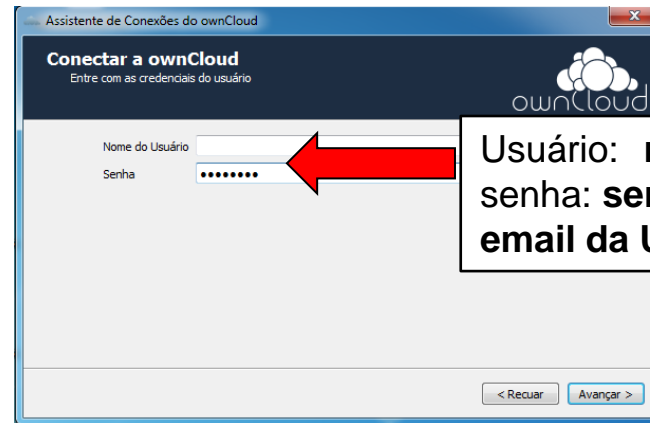 Assistente de Conexões do ownCloud
Conectar a ownCloud
Entre com as credenciais do usuário
ownCloud
Nome do Usuário
Senha ••••••••
Usuário:
senha:
email da
< Recuar Avançar >